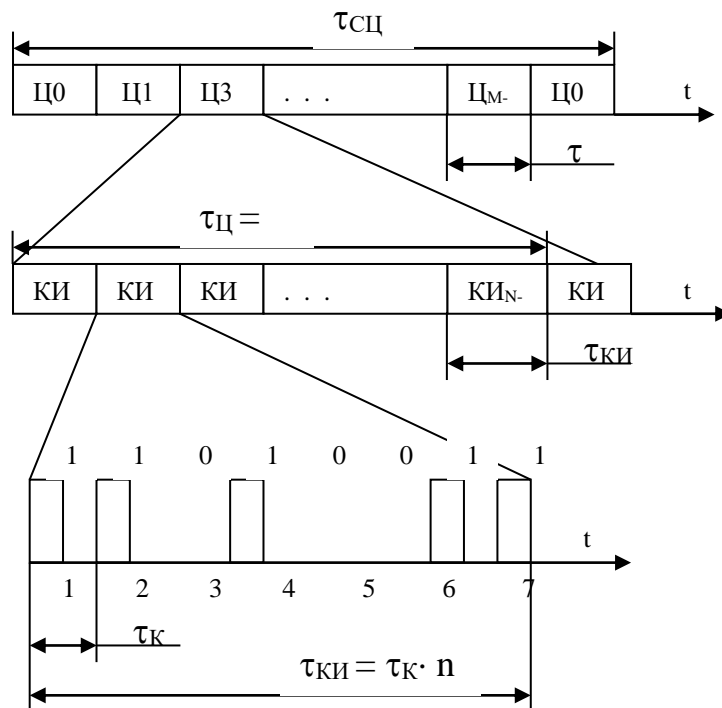 τСЦ
Ц0 Ц1 Ц3 . . . ЦM- Ц0 t
τ
τЦ =
КИ КИ КИ . . . КИN- КИ t
τКИ
1 1 0 1 0 0 1 1
t
1 2 3 4 5 6 7
τК
τКИ = τК· n